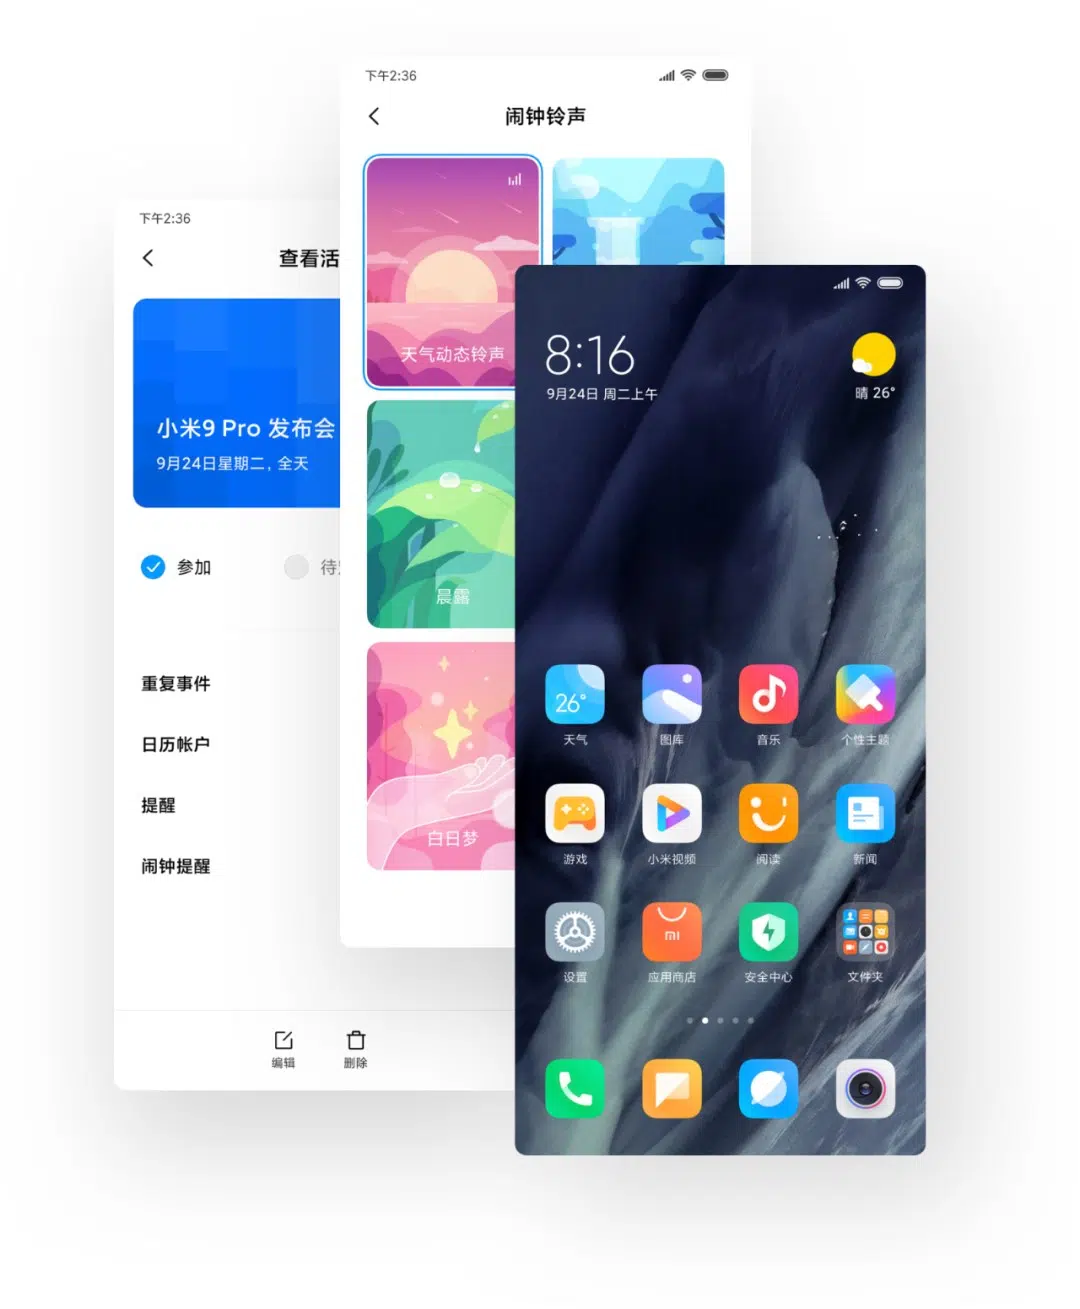 下午2:36
查看活
小米9 Pro 发布会
9月24日星期二, 全天
参加
待
重复事件
日历帐户
提醒
闹钟提醒
编辑
删除
下午2:36
闹钟铃声
天气动态铃声
晨露
白日梦
8:16
9月24日 周二上午
晴 26°
26°
天气
图库
音乐
个性主题
游戏
小米视频
阅读
新闻
设置
mi
应用商店
安全中心
文件夹